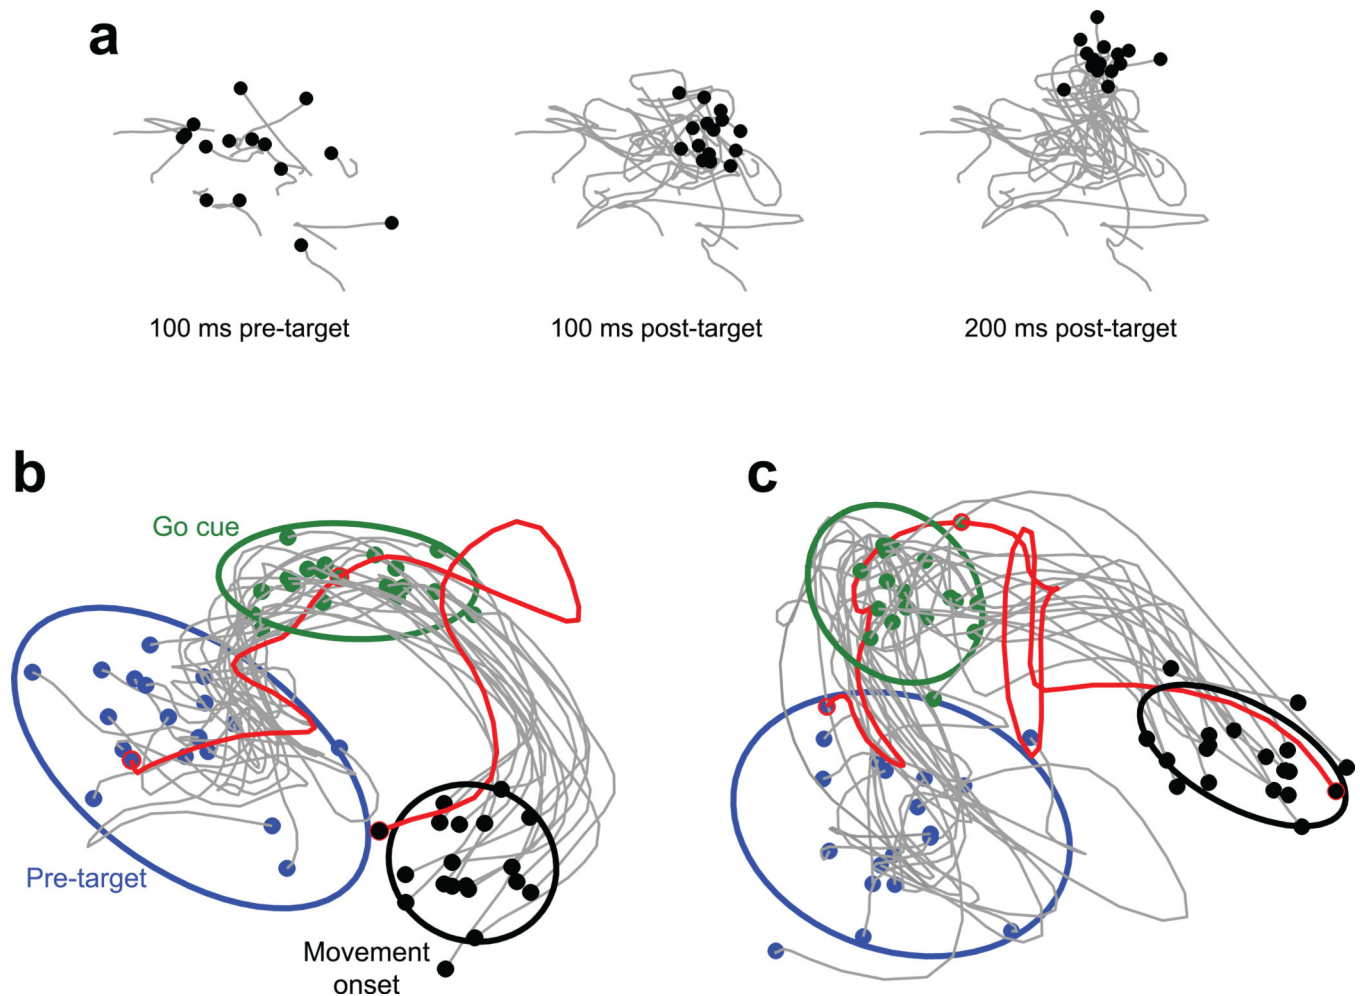 a
100 ms pre-target
100 ms post-target
200 ms post-target
b
c
Go cue
Pre-target
Movement
onset